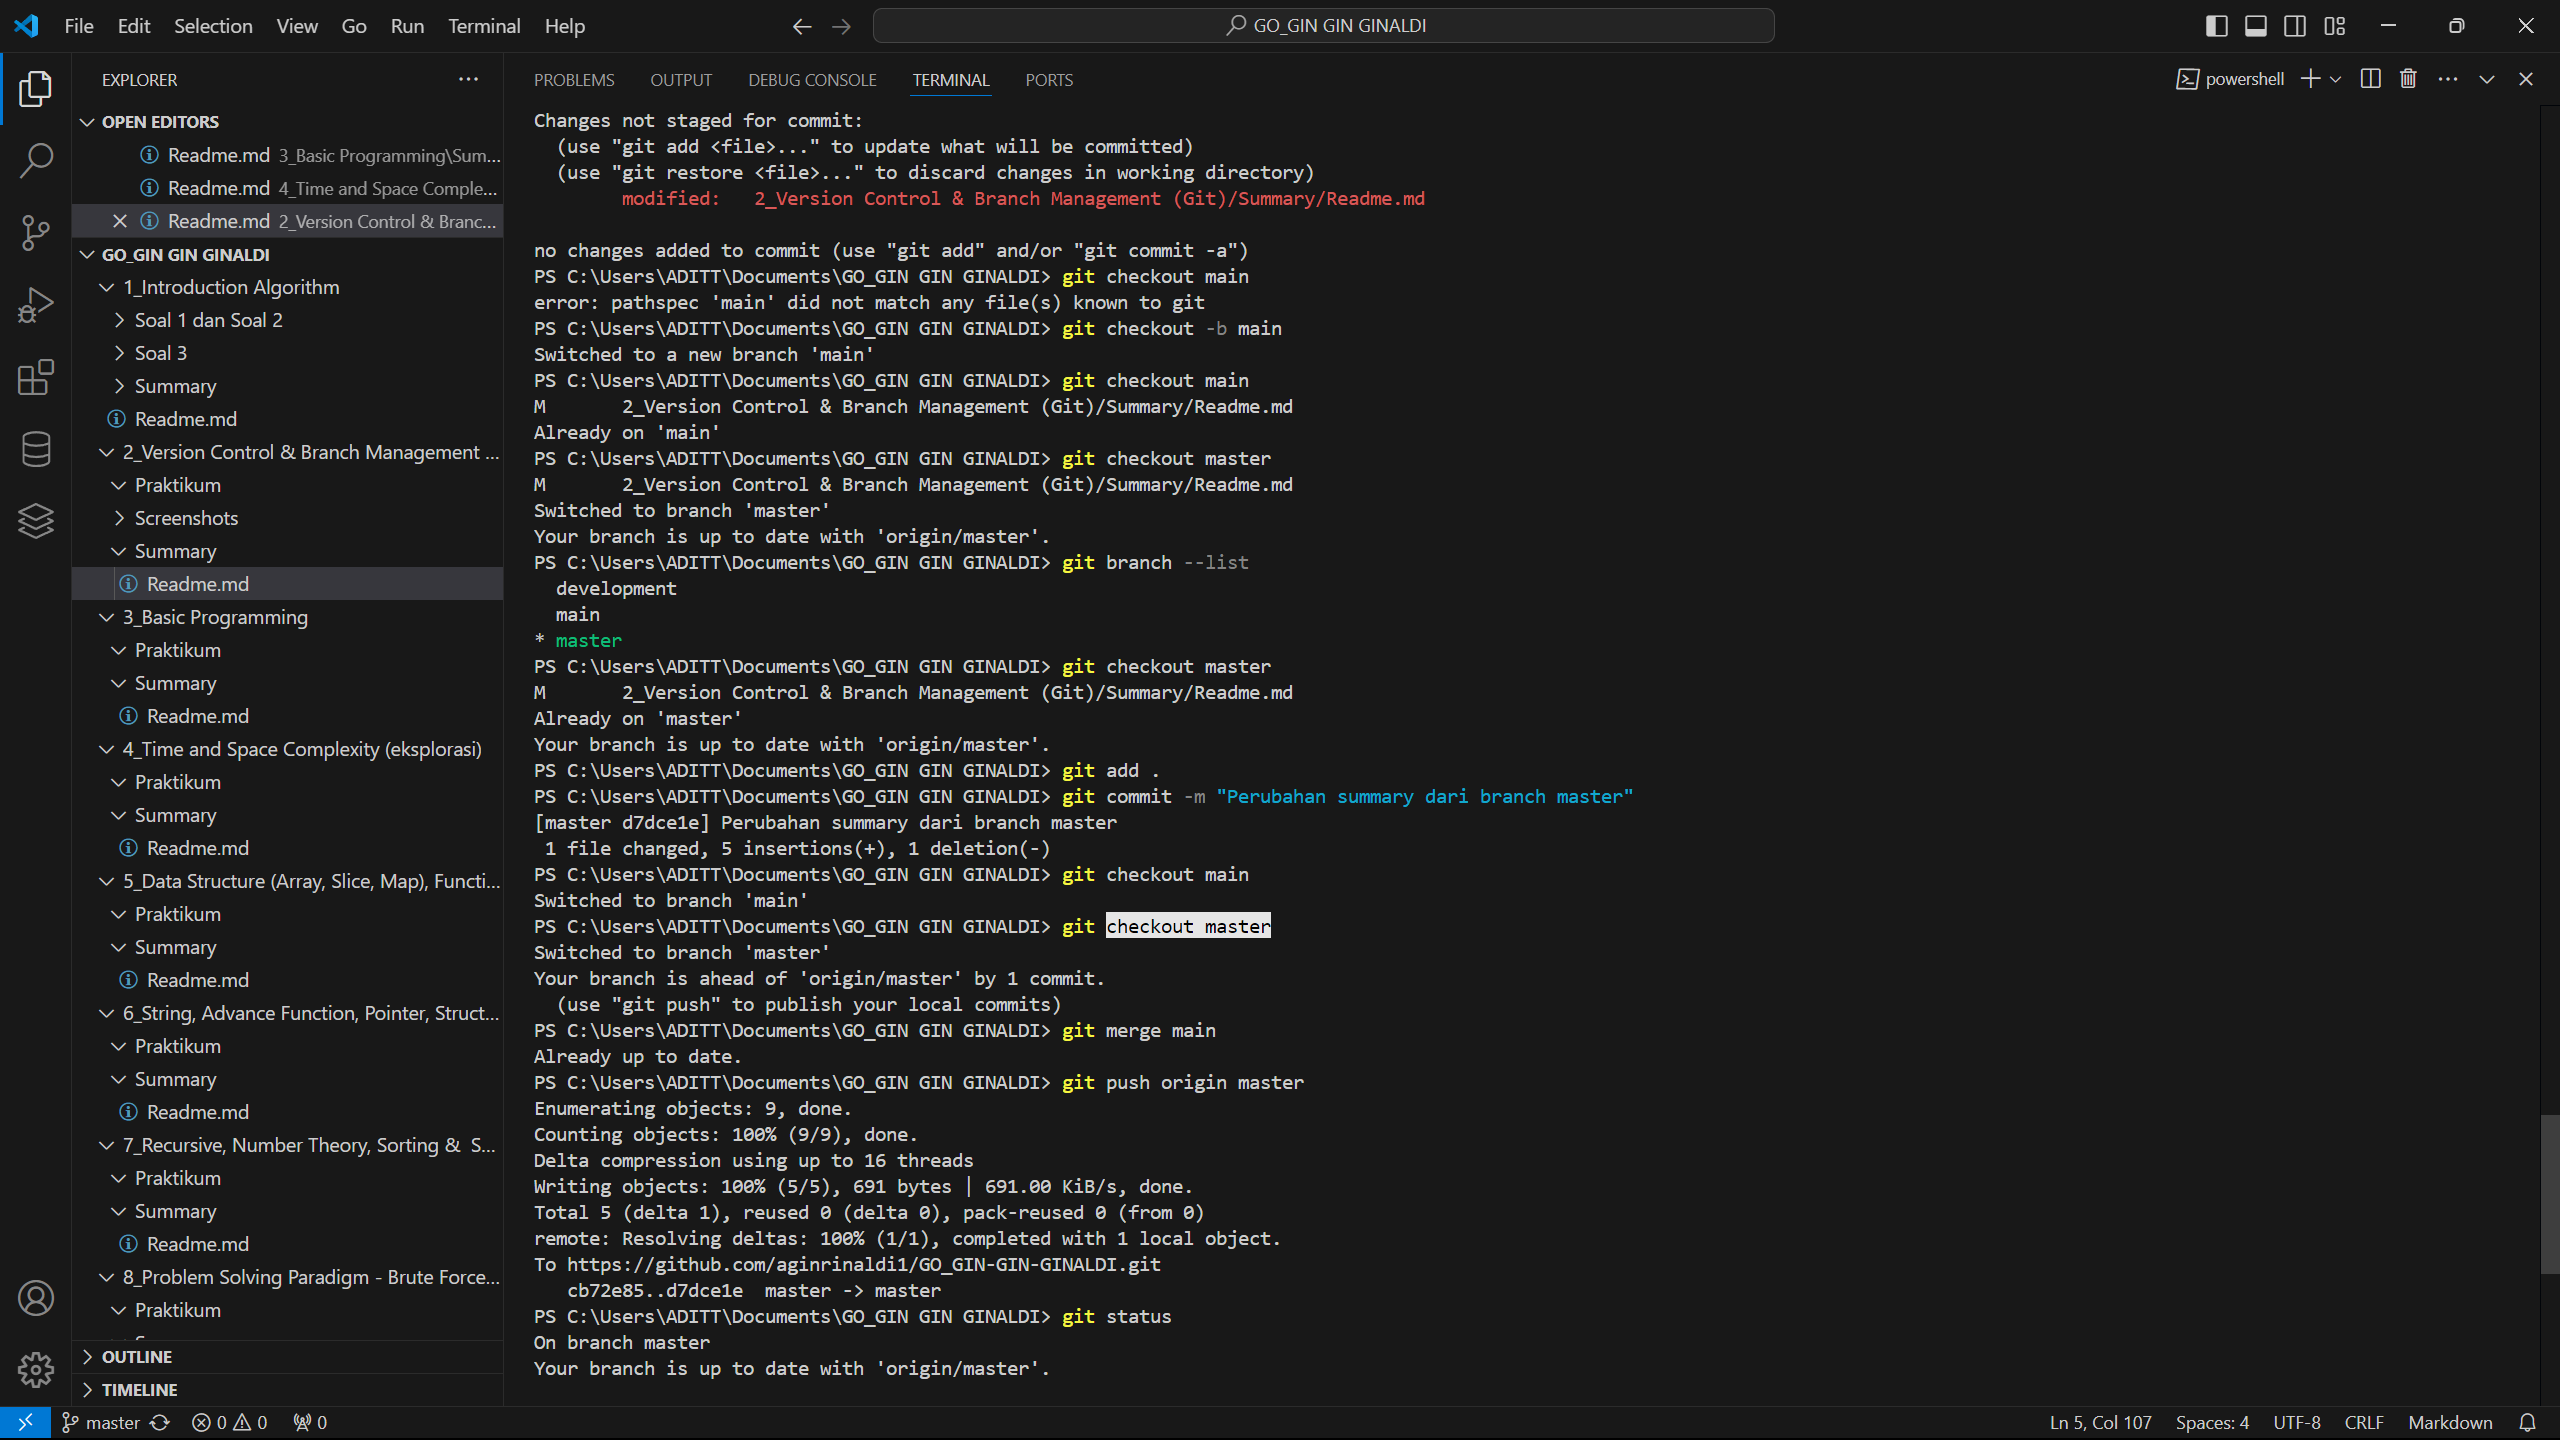 File Edit Selection View Go Run Terminal Help
GO_GIN GIN GINALDI
EXPLORER
OPEN EDITORS
Readme.md 3_Basic Programming\Sum...
Readme.md 4_Time and Space Comple...
Readme.md 2_Version Control & Branc...
GO_GIN GIN GINALDI
1_Introduction Algorithm
Soal 1 dan Soal 2
Soal 3
Summary
Readme.md
2_Version Control & Branch Management ...
Praktikum
Screenshots
Summary
Readme.md
3_Basic Programming
Praktikum
Summary
Readme.md
4_Time and Space Complexity (eksplorasi)
Praktikum
Summary
Readme.md
5_Data Structure (Array, Slice, Map), Functi...
Praktikum
Summary
Readme.md
6_String, Advance Function, Pointer, Struct...
Praktikum
Summary
Readme.md
7_Recursive, Number Theory, Sorting & S...
Praktikum
Summary
Readme.md
8_Problem Solving Paradigm - Brute Force...
Praktikum
OUTLINE
TIMELINE
PROBLEMS OUTPUT DEBUG CONSOLE TERMINAL PORTS
powershell
Changes not staged for commit:
  (use "git add <file>..." to update what will be committed)
  (use "git restore <file>..." to discard changes in working directory)
        modified:   2_Version Control & Branch Management (Git)/Summary/Readme.md
no changes added to commit (use "git add" and/or "git commit -a")
PS C:\Users\ADITT\Documents\GO_GIN GIN GINALDI> git checkout main
error: pathspec 'main' did not match any file(s) known to git
PS C:\Users\ADITT\Documents\GO_GIN GIN GINALDI> git checkout -b main
Switched to a new branch 'main'
PS C:\Users\ADITT\Documents\GO_GIN GIN GINALDI> git checkout main
M       2_Version Control & Branch Management (Git)/Summary/Readme.md
Already on 'main'
PS C:\Users\ADITT\Documents\GO_GIN GIN GINALDI> git checkout master
M       2_Version Control & Branch Management (Git)/Summary/Readme.md
Switched to branch 'master'
Your branch is up to date with 'origin/master'.
PS C:\Users\ADITT\Documents\GO_GIN GIN GINALDI> git branch --list
  development
  main
* master
PS C:\Users\ADITT\Documents\GO_GIN GIN GINALDI> git checkout master
M       2_Version Control & Branch Management (Git)/Summary/Readme.md
Already on 'master'
Your branch is up to date with 'origin/master'.
PS C:\Users\ADITT\Documents\GO_GIN GIN GINALDI> git add .
PS C:\Users\ADITT\Documents\GO_GIN GIN GINALDI> git commit -m "Perubahan summary dari branch master"
[master d7dce1e] Perubahan summary dari branch master
 1 file changed, 5 insertions(+), 1 deletion(-)
PS C:\Users\ADITT\Documents\GO_GIN GIN GINALDI> git checkout main
Switched to branch 'main'
PS C:\Users\ADITT\Documents\GO_GIN GIN GINALDI> git checkout master
Switched to branch 'master'
Your branch is ahead of 'origin/master' by 1 commit.
  (use "git push" to publish your local commits)
PS C:\Users\ADITT\Documents\GO_GIN GIN GINALDI> git merge main
Already up to date.
PS C:\Users\ADITT\Documents\GO_GIN GIN GINALDI> git push origin master
Enumerating objects: 9, done.
Counting objects: 100% (9/9), done.
Delta compression using up to 16 threads
Writing objects: 100% (5/5), 691 bytes | 691.00 KiB/s, done.
Total 5 (delta 1), reused 0 (delta 0), pack-reused 0 (from 0)
remote: Resolving deltas: 100% (1/1), completed with 1 local object.
To https://github.com/aginrinaldi1/GO_GIN-GIN-GINALDI.git
   cb72e85..d7dce1e  master -> master
PS C:\Users\ADITT\Documents\GO_GIN GIN GINALDI> git status
On branch master
Your branch is up to date with 'origin/master'.
master 0 0 0
Ln 5, Col 107 Spaces: 4 UTF-8 CRLF Markdown